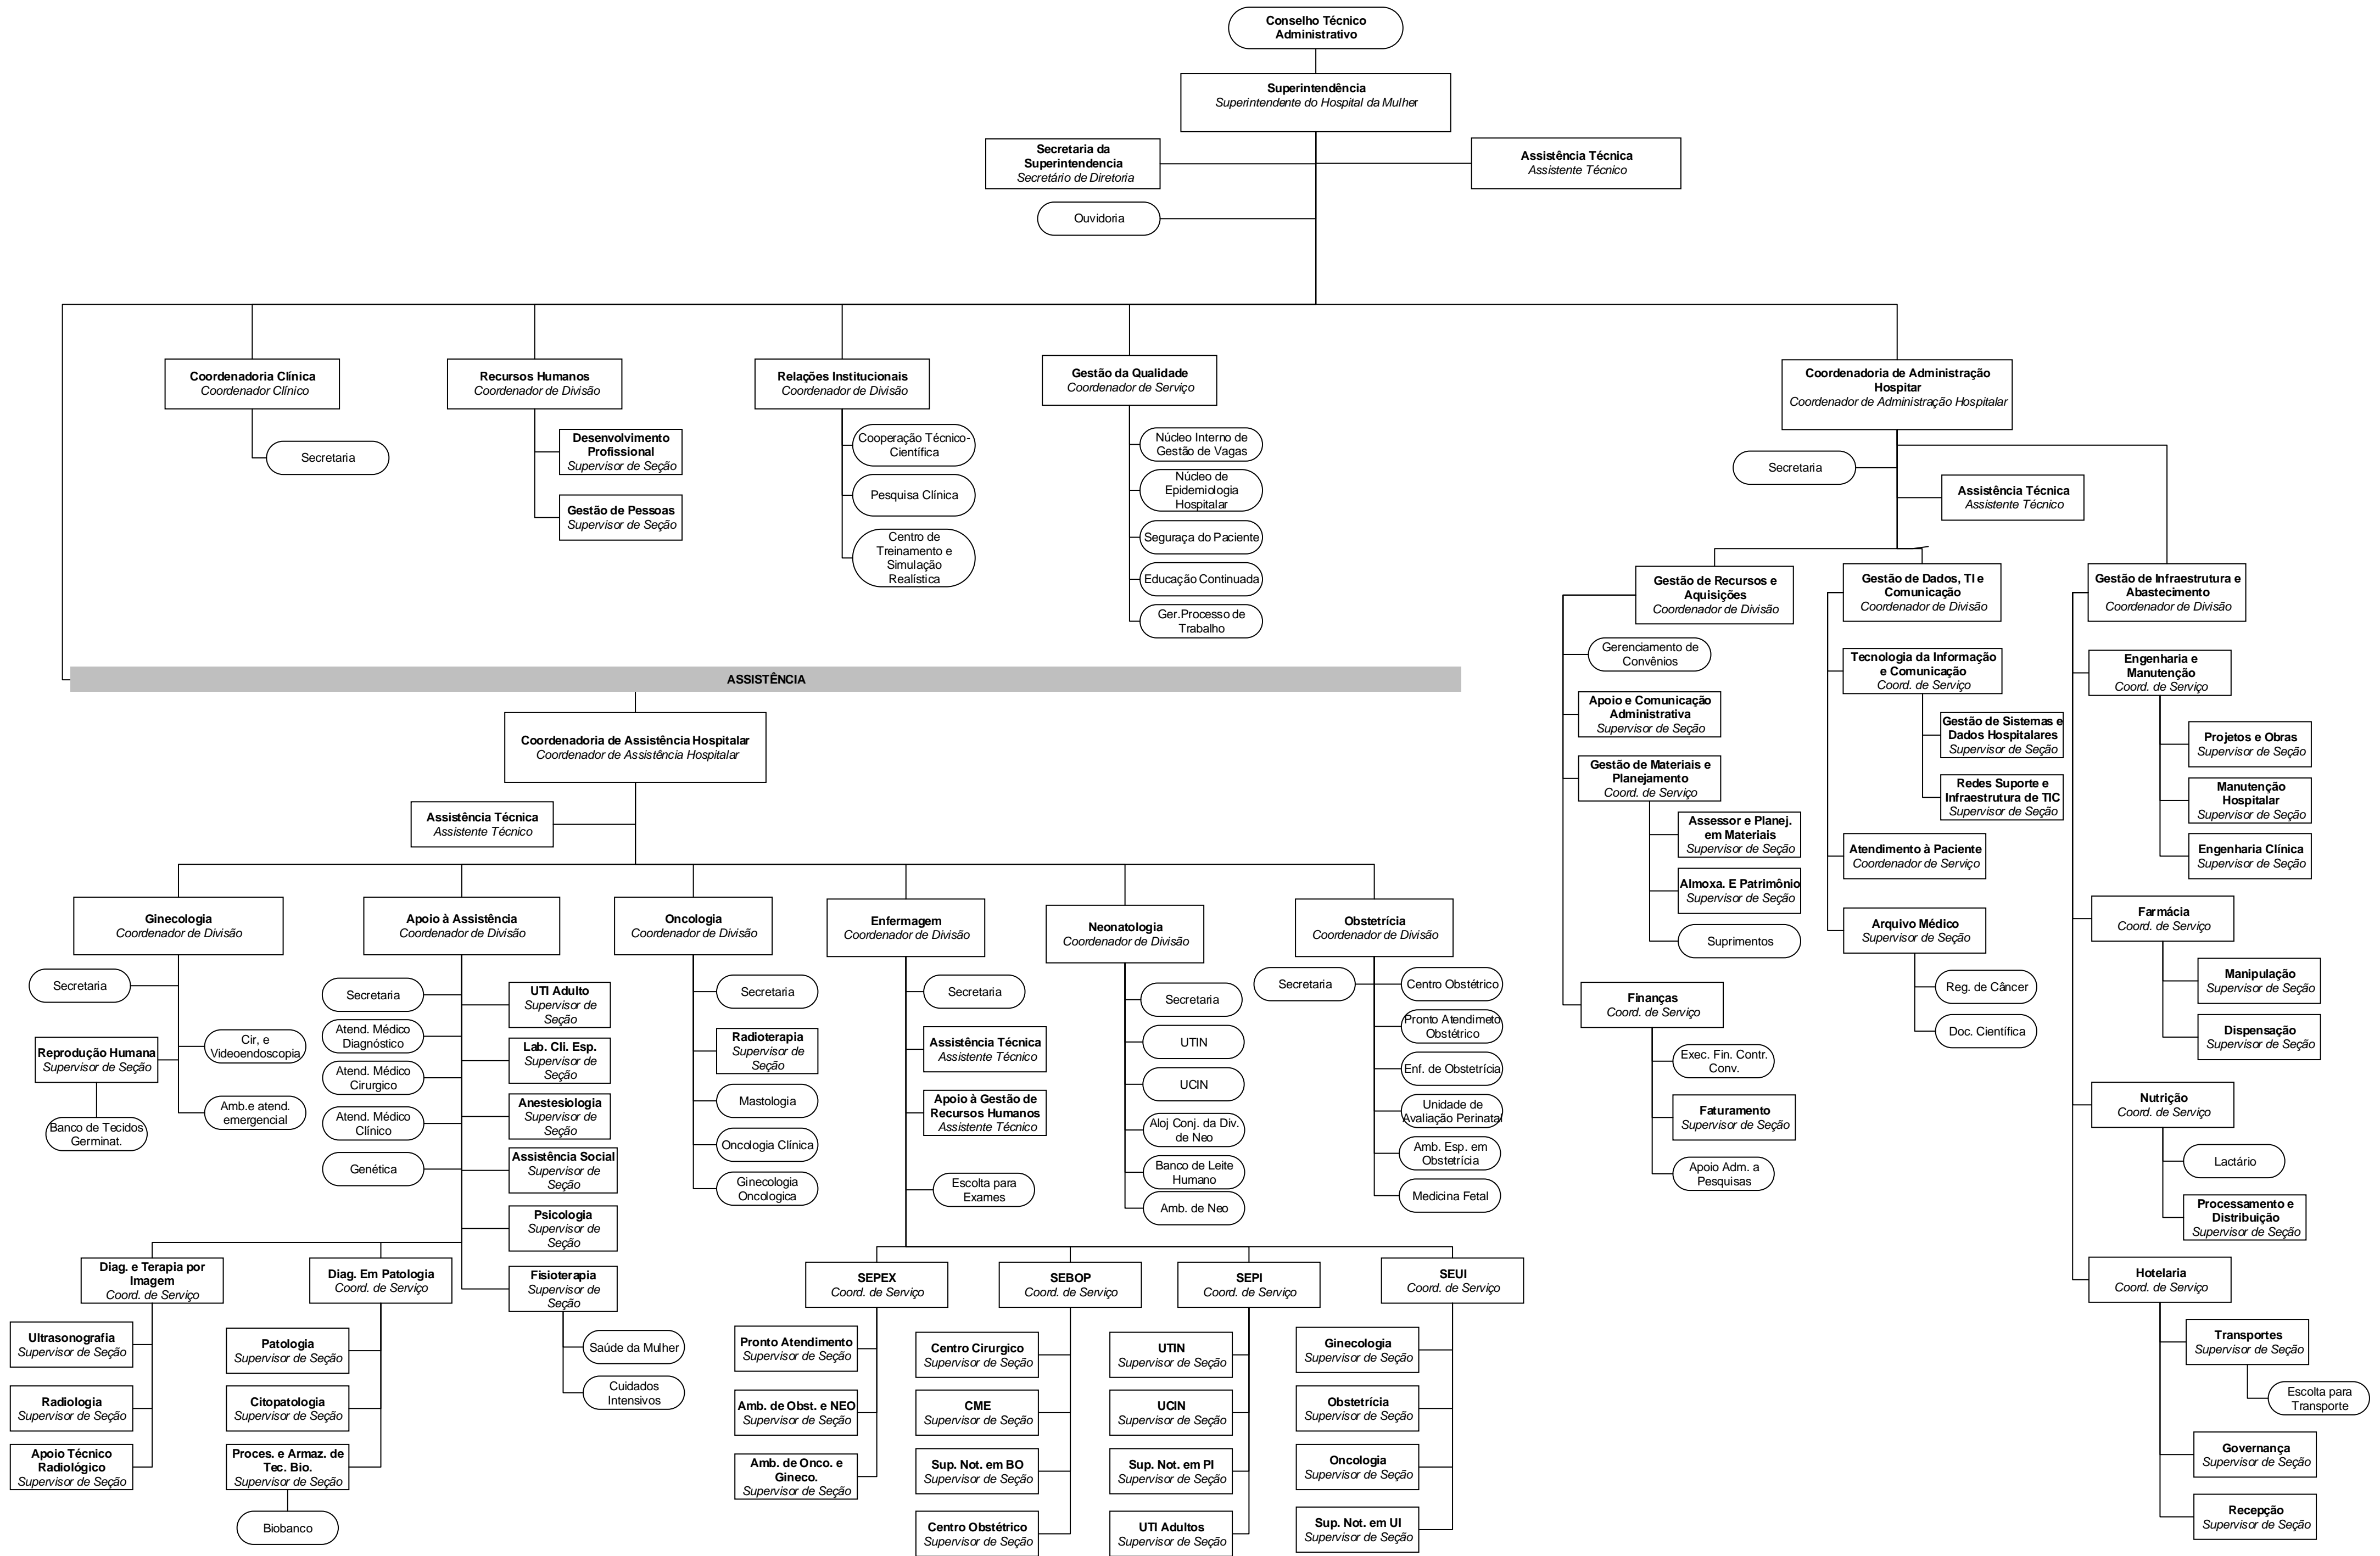 Conselho Técnico
Administrativo
Superintendência
Superintendente do Hospital da Mulher
Secretaria da
Superintendencia
Secretário de Diretoria
Assistência Técnica
Assistente Técnico
Ouvidoria
Coordenadoria Clínica
Coordenador Clínico
Secretaria
Recursos Humanos
Coordenador de Divisão
Desenvolvimento
Profissional
Supervisor de Seção
Gestão de Pessoas
Supervisor de Seção
Relações Institucionais
Coordenador de Divisão
Cooperação Técnico-
Científica
Pesquisa Clínica
Centro de
Treinamento e
Simulação
Realística
Gestão da Qualidade
Coordenador de Serviço
Núcleo Interno de
Gestão de Vagas
Núcleo de
Epidemiologia
Hospitalar
Seguraça do Paciente
Educação Continuada
Ger.Processo de
Trabalho
Coordenadoria de Administração
Hospitar
Coordenador de Administração Hospitalar
Secretaria
Assistência Técnica
Assistente Técnico
Gestão de Recursos e
Aquisições
Coordenador de Divisão
Gerenciamento de
Convênios
Apoio e Comunicação
Administrativa
Supervisor de Seção
Gestão de Materiais e
Planejamento
Coord. de Serviço
Assessor e Planej.
em Materiais
Supervisor de Seção
Almoxa. E Patrimônio
Supervisor de Seção
Suprimentos
Finanças
Coord. de Serviço
Exec. Fin. Contr.
Conv.
Faturamento
Supervisor de Seção
Apoio Adm. a
Pesquisas
Gestão de Dados, TI e
Comunicação
Coordenador de Divisão
Tecnologia da Informação
e Comunicação
Coord. de Serviço
Gestão de Sistemas e
Dados Hospitalares
Supervisor de Seção
Redes Suporte e
Infraestrutura de TIC
Supervisor de Seção
Atendimento à Paciente
Coordenador de Serviço
Arquivo Médico
Supervisor de Seção
Reg. de Câncer
Doc. Científica
Gestão de Infraestrutura e
Abastecimento
Coordenador de Divisão
Engenharia e
Manutenção
Coord. de Serviço
Projetos e Obras
Supervisor de Seção
Manutenção
Hospitalar
Supervisor de Seção
Engenharia Clínica
Supervisor de Seção
Farmácia
Coord. de Serviço
Manipulação
Supervisor de Seção
Dispensação
Supervisor de Seção
Nutrição
Coord. de Serviço
Lactário
Processamento e
Distribuição
Supervisor de Seção
Hotelaria
Coord. de Serviço
Transportes
Supervisor de Seção
Escolta para
Transporte
Governança
Supervisor de Seção
Recepção
Supervisor de Seção
ASSISTÊNCIA
Coordenadoria de Assistência Hospitalar
Coordenador de Assistência Hospitalar
Assistência Técnica
Assistente Técnico
Ginecologia
Coordenador de Divisão
Secretaria
Reprodução Humana
Supervisor de Seção
Banco de Tecidos
Germinat.
Cir, e
Videoendoscopia
Amb.e atend.
emergencial
Apoio à Assistência
Coordenador de Divisão
Secretaria
Atend. Médico
Diagnóstico
Atend. Médico
Cirurgico
Atend. Médico
Clínico
Genética
UTI Adulto
Supervisor de
Seção
Lab. Cli. Esp.
Supervisor de
Seção
Anestesiologia
Supervisor de
Seção
Assistência Social
Supervisor de
Seção
Psicologia
Supervisor de
Seção
Fisioterapia
Supervisor de
Seção
Saúde da Mulher
Cuidados
Intensivos
Diag. e Terapia por
Imagem
Coord. de Serviço
Ultrasonografia
Supervisor de Seção
Radiologia
Supervisor de Seção
Apoio Técnico
Radiológico
Supervisor de Seção
Diag. Em Patologia
Coord. de Serviço
Patologia
Supervisor de Seção
Citopatologia
Supervisor de Seção
Proces. e Armaz. de
Tec. Bio.
Supervisor de Seção
Biobanco
Oncologia
Coordenador de Divisão
Secretaria
Radioterapia
Supervisor de
Seção
Mastologia
Oncologia Clínica
Ginecologia
Oncologica
Enfermagem
Coordenador de Divisão
Secretaria
Assistência Técnica
Assistente Técnico
Apoio à Gestão de
Recursos Humanos
Assistente Técnico
Escolta para
Exames
Neonatologia
Coordenador de Divisão
Secretaria
UTIN
UCIN
Aloj Conj. da Div.
de Neo
Banco de Leite
Humano
Amb. de Neo
Obstetrícia
Coordenador de Divisão
Secretaria
Centro Obstétrico
Pronto Atendimeto
Obstétrico
Enf. de Obstetrícia
Unidade de
Avaliação Perinatal
Amb. Esp. em
Obstetrícia
Medicina Fetal
SEPEX
Coord. de Serviço
Pronto Atendimento
Supervisor de Seção
Amb. de Obst. e NEO
Supervisor de Seção
Amb. de Onco. e
Gineco.
Supervisor de Seção
SEBOP
Coord. de Serviço
Centro Cirurgico
Supervisor de Seção
CME
Supervisor de Seção
Sup. Not. em BO
Supervisor de Seção
Centro Obstétrico
Supervisor de Seção
SEPI
Coord. de Serviço
UTIN
Supervisor de Seção
UCIN
Supervisor de Seção
Sup. Not. em PI
Supervisor de Seção
UTI Adultos
Supervisor de Seção
SEUI
Coord. de Serviço
Ginecologia
Supervisor de Seção
Obstetrícia
Supervisor de Seção
Oncologia
Supervisor de Seção
Sup. Not. em UI
Supervisor de Seção